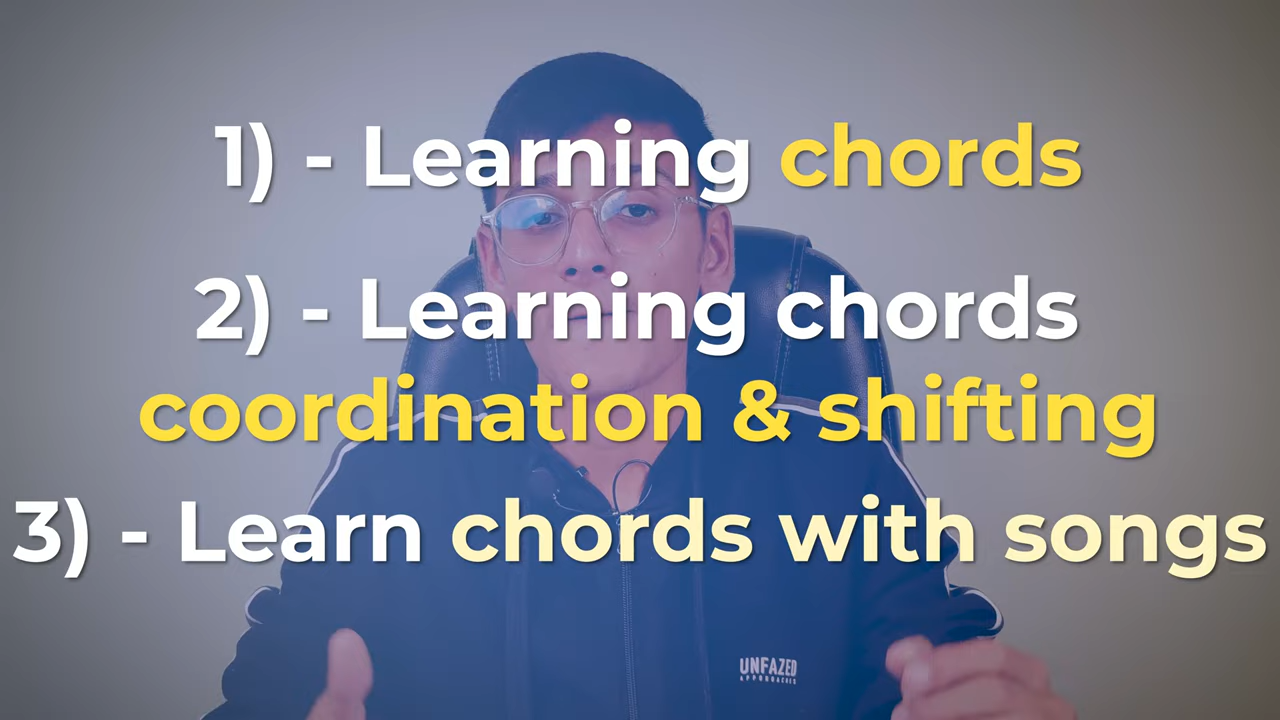 1) - Learning chords
2) - Learning chords
coordination & shifting
3) - Learn chords with songs
UNFAZED